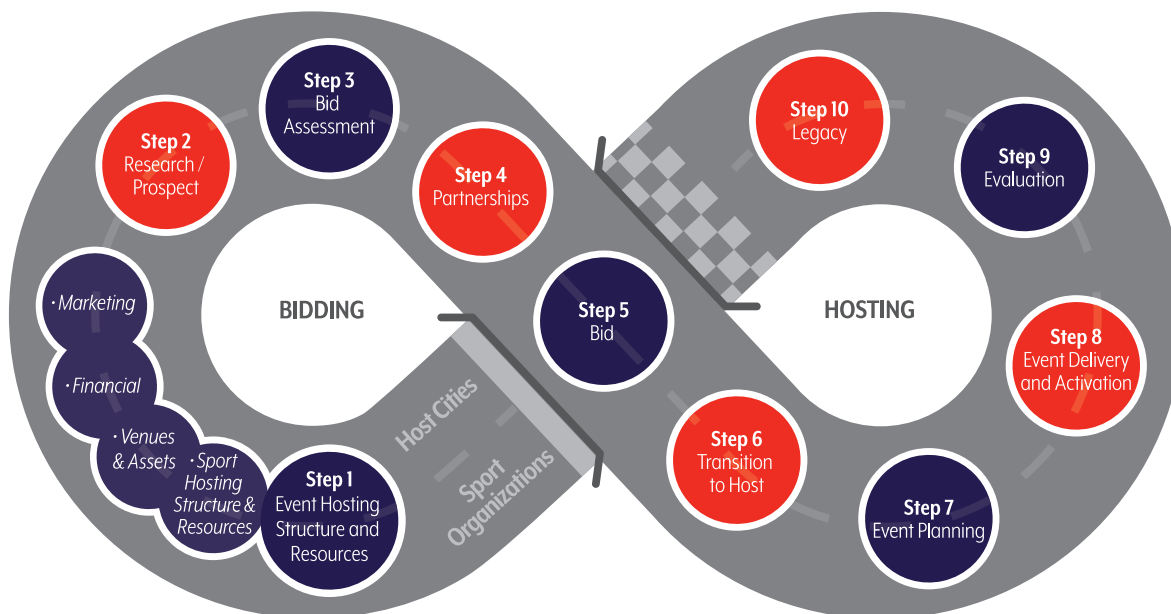 Step 3
Bid
Assessment
Step 2
Research /
Prospect
Step 4
Partnerships
· Marketing
· Financial
· Venues
& Assets
· Sport
Hosting
Structure &
Resources
Step 1
Event Hosting
Structure and
Resources
BIDDING
Host Cities
Sport
Organizations
Step 5
Bid
Step 6
Transition
to Host
Step 7
Event Planning
Step 8
Event Delivery
and Activation
Step 9
Evaluation
Step 10
Legacy
HOSTING